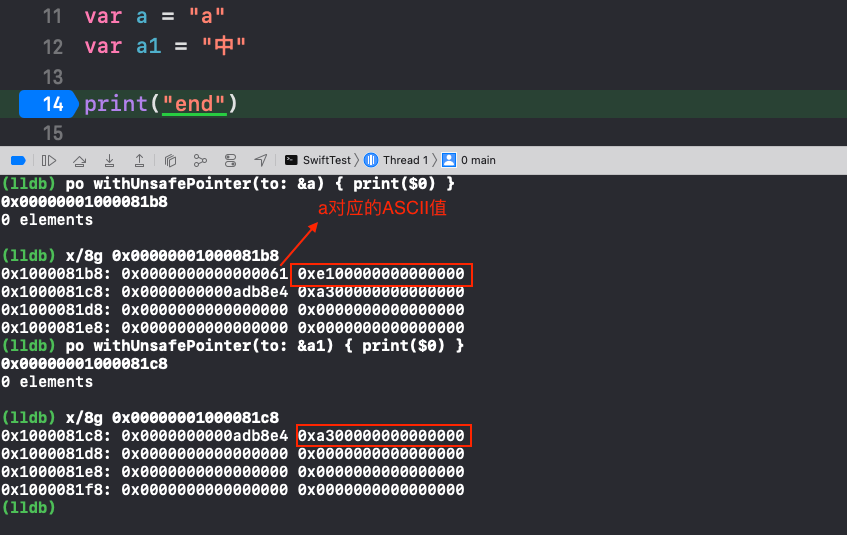 11 var a = "a"
12 var a1 = "中"
13
14 print("end")
15
SwiftTest 〉 Thread 1 〉 0 main
(lldb) po withUnsafePointer(to: &a) { print($0) }
0x00000001000081b8
0 elements
a对应的ASCII值
(lldb) x/8g 0x00000001000081b8
0x1000081b8: 0x0000000000000061 0xe100000000000000
0x1000081c8: 0x0000000000adb8e4 0xa300000000000000
0x1000081d8: 0x0000000000000000 0x0000000000000000
0x1000081e8: 0x0000000000000000 0x0000000000000000
(lldb) po withUnsafePointer(to: &a1) { print($0) }
0x00000001000081c8
0 elements
(lldb) x/8g 0x00000001000081c8
0x1000081c8: 0x0000000000adb8e4 0xa300000000000000
0x1000081d8: 0x0000000000000000 0x0000000000000000
0x1000081e8: 0x0000000000000000 0x0000000000000000
0x1000081f8: 0x0000000000000000 0x0000000000000000
(lldb)